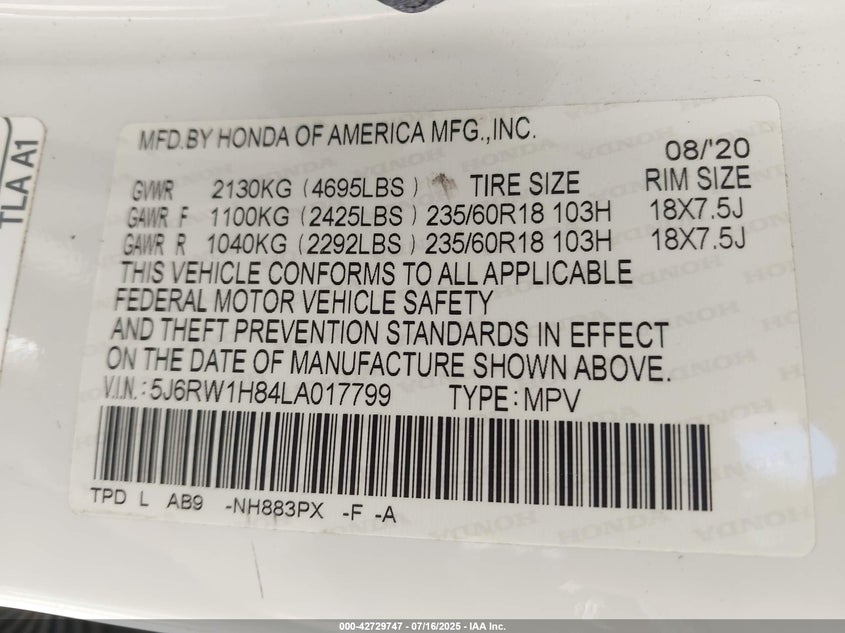 TLA A1
MFD.BY HONDA OF AMERICA MFG.,INC.
08/'20
GVWR 2130KG (4695LBS) TIRE SIZE RIM SIZE
GAWR F 1100KG (2425LBS) 235/60R18 103H 18X7.5J
GAWR R 1040KG (2292LBS) 235/60R18 103H 18X7.5J
THIS VEHICLE CONFORMS TO ALL APPLICABLE
FEDERAL MOTOR VEHICLE SAFETY
AND THEFT PREVENTION STANDARDS IN EFFECT
ON THE DATE OF MANUFACTURE SHOWN ABOVE.
V.I.N.: 5J6RW1H84LA017799 TYPE: MPV
TPD L AB9 -NH883PX -F -A
000-42729747 - 07/16/2025 - IAA Inc.